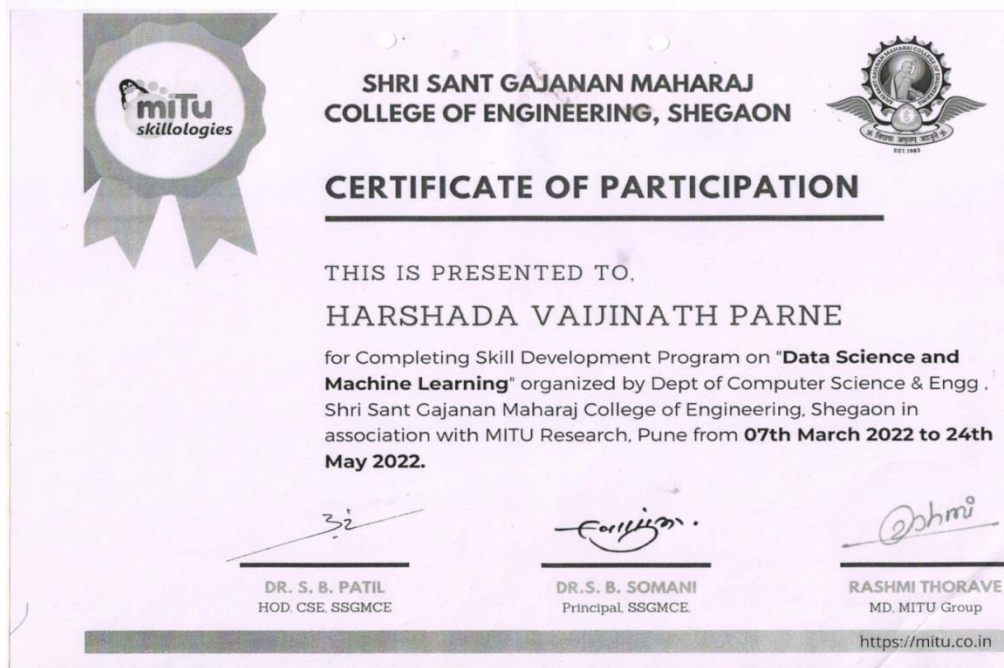 miTu
skillologies
SHRI SANT GAJANAN MAHARAJ
COLLEGE OF ENGINEERING, SHEGAON
EST.1983
CERTIFICATE OF PARTICIPATION
THIS IS PRESENTED TO,
HARSHADA VAIJINATH PARNE
for Completing Skill Development Program on "Data Science and
Machine Learning" organized by Dept of Computer Science & Engg ,
Shri Sant Gajanan Maharaj College of Engineering, Shegaon in
association with MITU Research, Pune from 07th March 2022 to 24th
May 2022.
Rashmi
DR. S. B. PATIL
HOD, CSE, SSGMCE
DR.S. B. SOMANI
Principal, SSGMCE,
RASHMI THORAVE
MD, MITU Group
https://mitu.co.in